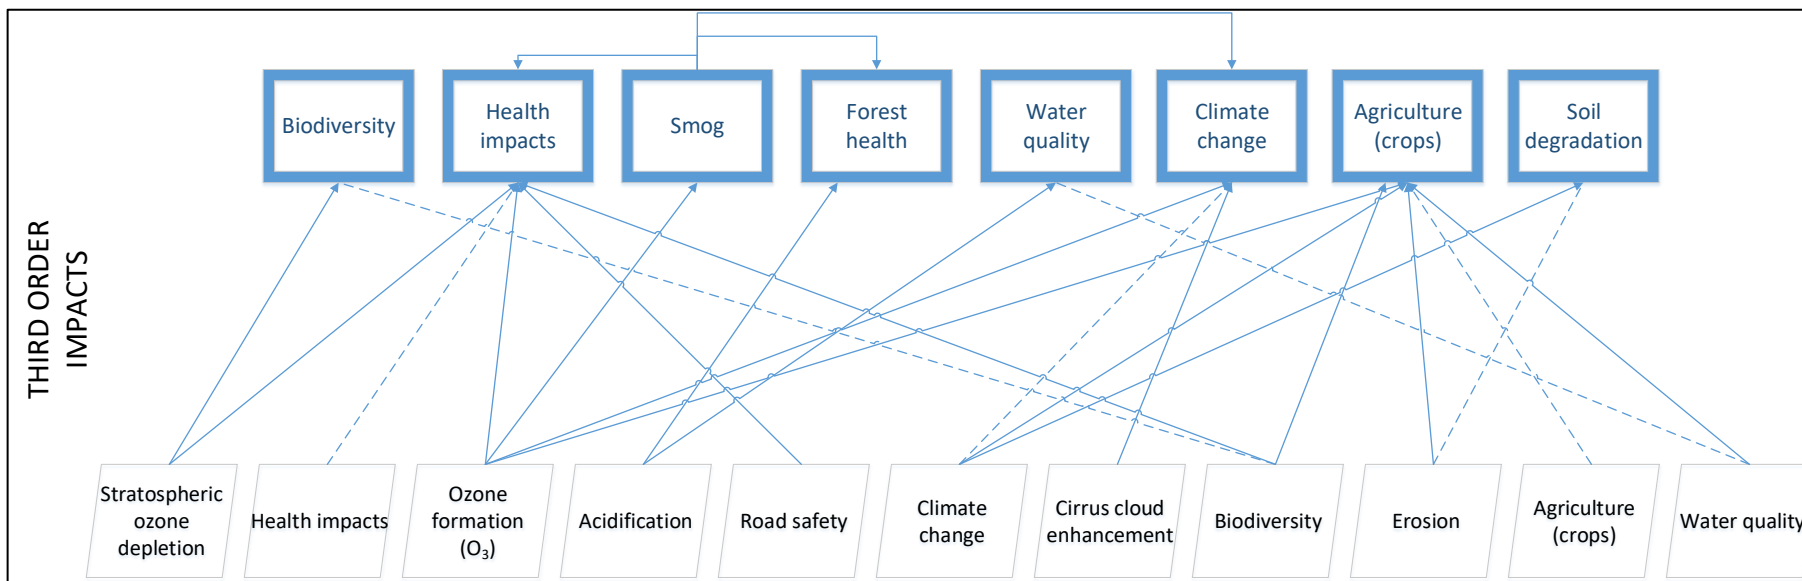 THIRD ORDER
IMPACTS
Biodiversity
Health
impacts
Smog
Forest
health
Water
quality
Climate
change
Agriculture
(crops)
Soil
degradation
Stratospheric
ozone
depletion
Health impacts
Ozone
formation
(O₃)
Acidification
Road safety
Climate
change
Cirrus cloud
enhancement
Biodiversity
Erosion
Agriculture
(crops)
Water quality